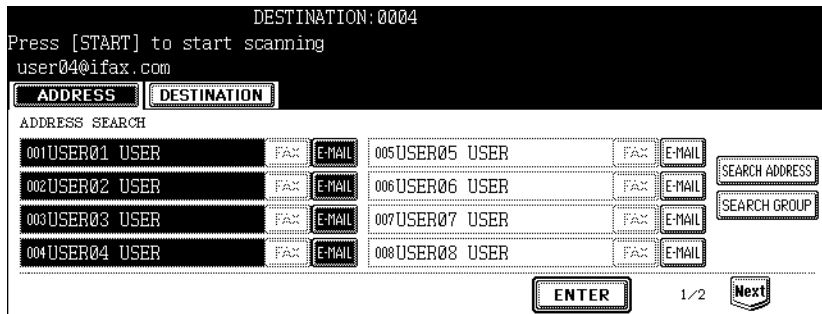 DESTINATION:0004
Press [START] to start scanning
user04@ifax.com
ADDRESS DESTINATION
ADDRESS SEARCH
001USER01 USER FAX E-MAIL 005USER05 USER FAX E-MAIL
002USER02 USER FAX E-MAIL 006USER06 USER FAX E-MAIL
SEARCH ADDRESS
003USER03 USER FAX E-MAIL 007USER07 USER FAX E-MAIL
SEARCH GROUP
004USER04 USER FAX E-MAIL 008USER08 USER FAX E-MAIL
ENTER 1/2 Next